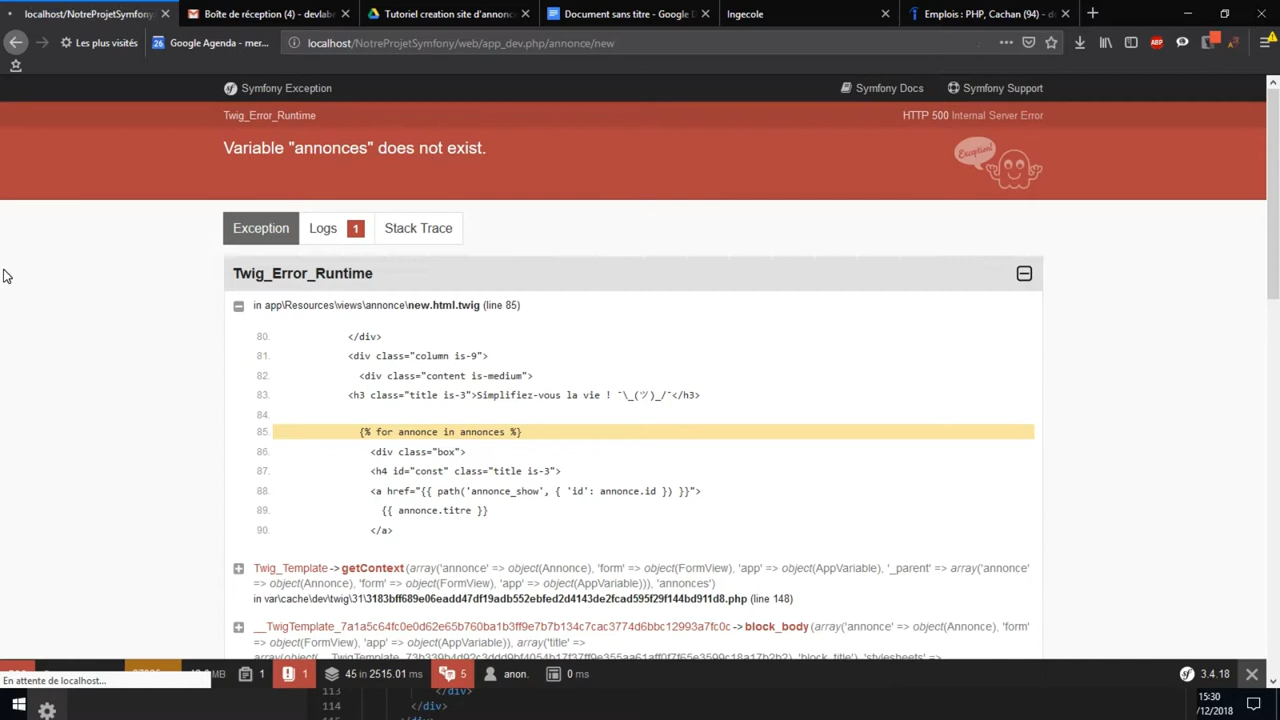 localhost/NotreProjetSymfony/
Boîte de réception (4) - devlabr
Tutoriel creation site d'annonc
Document sans titre - Google D
Ingecole
Emplois : PHP, Cachan (94) - d
Les plus visités
26 Google Agenda - mer...
localhost/NotreProjetSymfony/web/app_dev.php/annonce/new
ABP
Symfony Exception
Symfony Docs
Symfony Support
Twig_Error_Runtime
HTTP 500 Internal Server Error
Variable "annonces" does not exist.
Exception!
Exception
Logs 1
Stack Trace
Twig_Error_Runtime
in app\Resources\views\annonce\new.html.twig (line 85)
80. </div>
81. <div class="column is-9">
82. <div class="content is-medium">
83. <h3 class="title is-3">Simplifiez-vous la vie ! ¯\_(ツ)_/¯</h3>
84.
85. {% for annonce in annonces %}
86. <div class="box">
87. <h4 id="const" class="title is-3">
88. <a href="{{ path('annonce_show', { 'id': annonce.id }) }}">
89. {{ annonce.titre }}
90. </a>
Twig_Template->getContext(array('annonce' => object(Annonce), 'form' => object(FormView), 'app' => object(AppVariable), '_parent' => array('annonce'
=> object(Annonce), 'form' => object(FormView), 'app' => object(AppVariable))), 'annonces')
in var\cache\dev\twig\31\3183bff689e06eadd47df19adb552ebfed2d4143de2fcad595f29f144bd911d8.php (line 148)
__TwigTemplate_7a1a5c64fc0e0d62e65b760ba1b3ff9e7b7b134c7cac3774d6bbc12993a7fc0c->block_body(array('annonce' => object(Annonce), 'form'
=> object(FormView), 'app' => object(AppVariable)), array('title' =>
MB
1
1
45 in 2515.01 ms
5
anon.
0 ms
3.4.18
En attente de localhost...
113 </div>
114 </div>
15:30
/12/2018